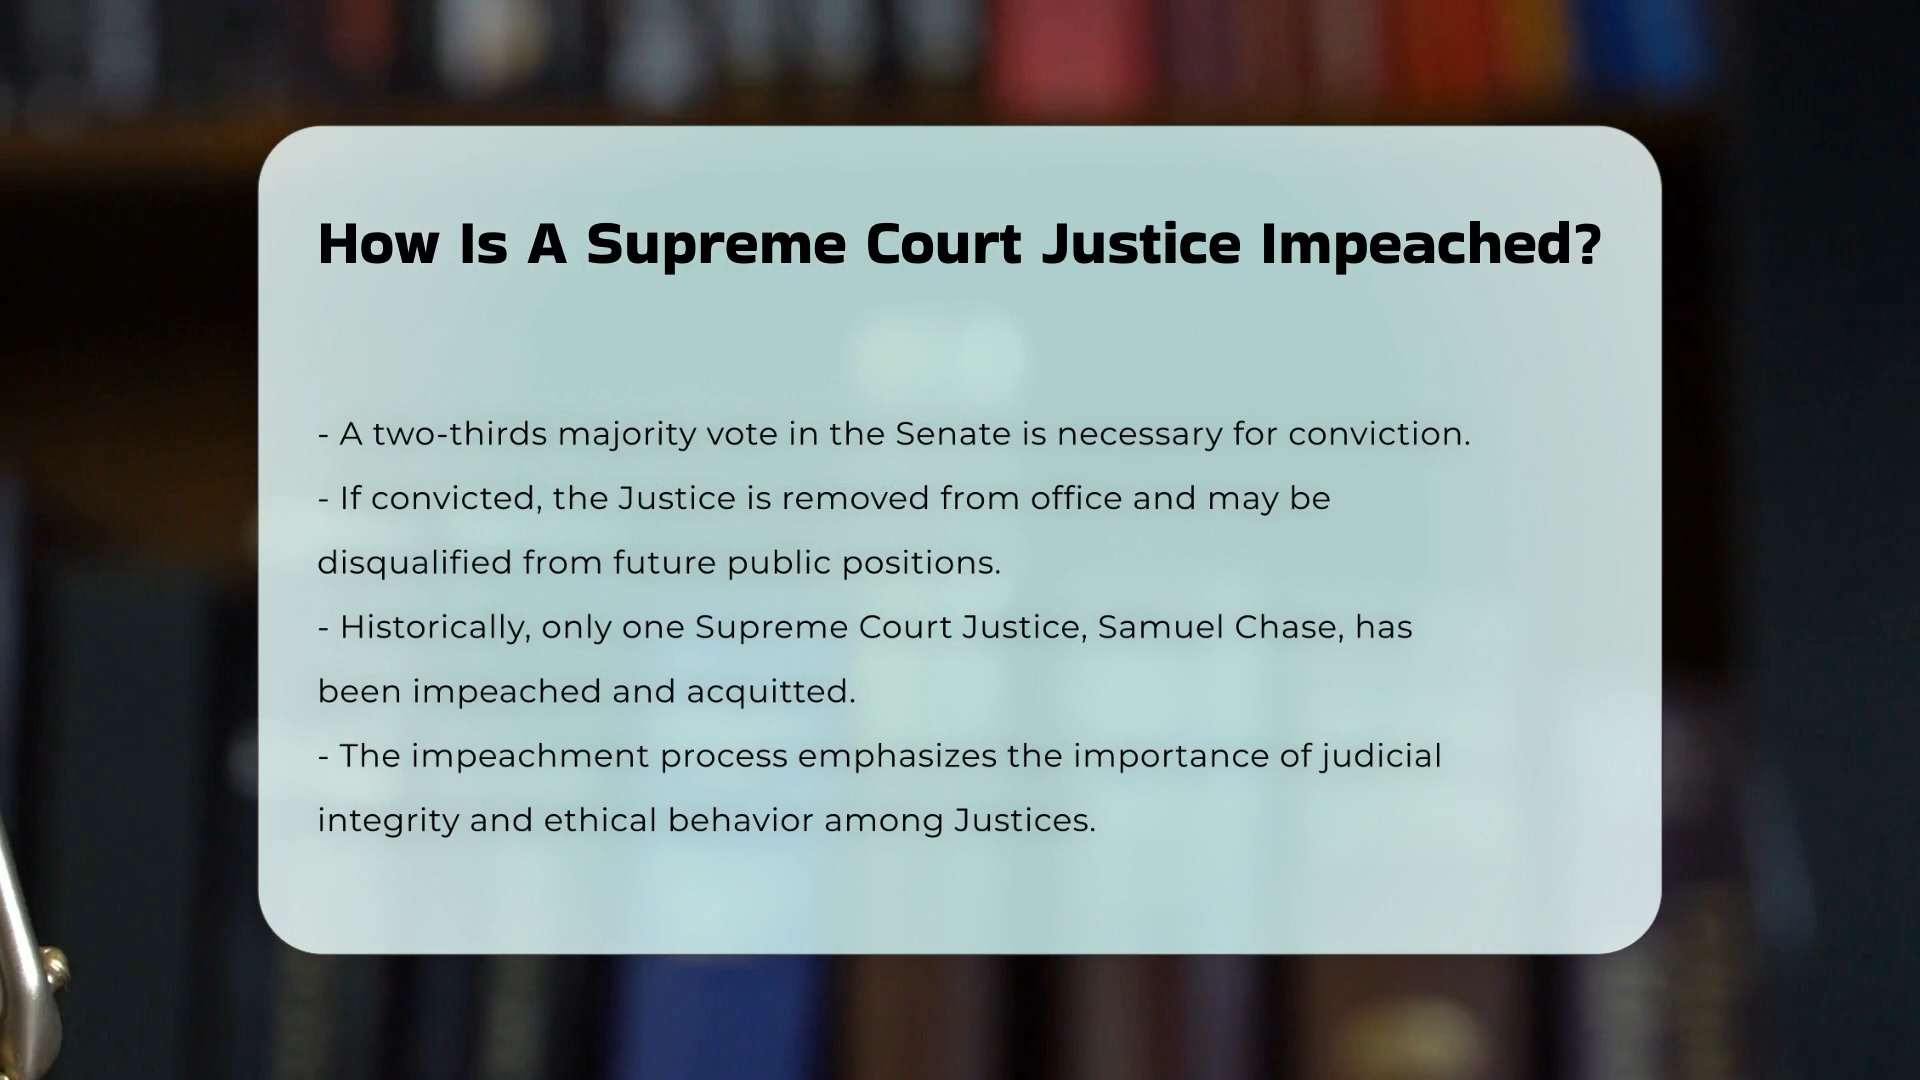 How Is A Supreme Court Justice Impeached?
- A two-thirds majority vote in the Senate is necessary for conviction.
- If convicted, the Justice is removed from office and may be
disqualified from future public positions.
- Historically, only one Supreme Court Justice, Samuel Chase, has
been impeached and acquitted.
- The impeachment process emphasizes the importance of judicial
integrity and ethical behavior among Justices.